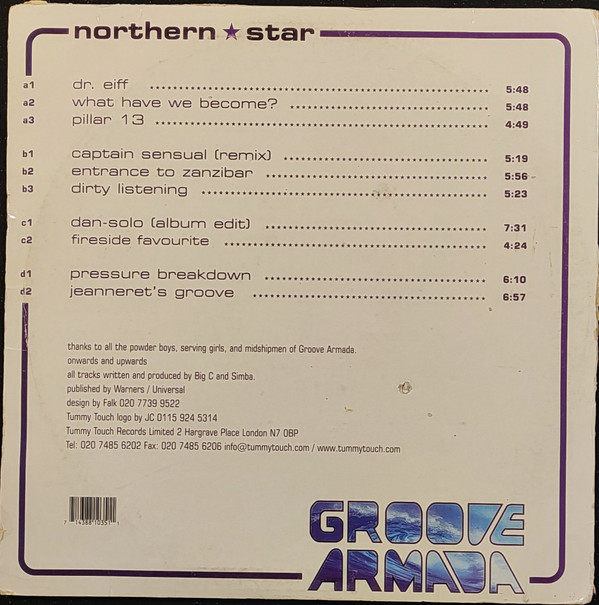 northern ★ star
a1 dr. eiff 5:48
a2 what have we become? 5:48
a3 pillar 13 4:49
b1 captain sensual (remix) 5:19
b2 entrance to zanzibar 5:56
b3 dirty listening 5:23
c1 dan-solo (album edit) 7:31
c2 fireside favourite 4:24
d1 pressure breakdown 6:10
d2 jeanneret's groove 6:57
thanks to all the powder boys, serving girls, and midshipmen of Groove Armada.
onwards and upwards
all tracks written and produced by Big C and Simba.
published by Warners / Universal
design by Falk 020 7739 9522
Tummy Touch logo by JC 0115 924 5314
Tummy Touch Records Limited 2 Hargrave Place London N7 0BP
Tel: 020 7485 6202 Fax: 020 7485 6206 info@tummytouch.com / www.tummytouch.com
7 14388 10351 1
GROOVE
ARMADA